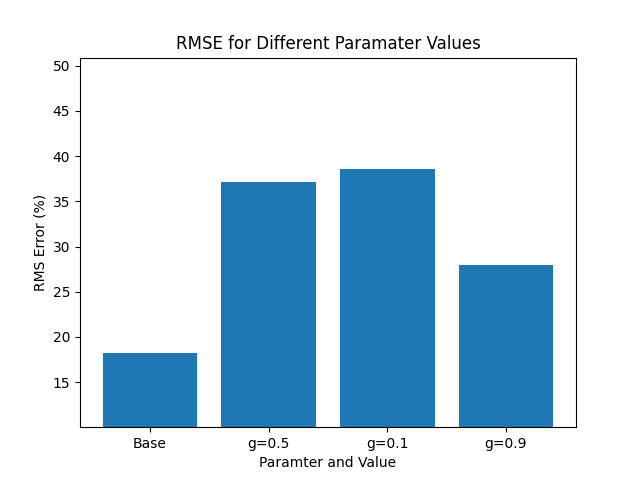 RMSE for Different Paramater Values
50
45
40
35
30
25
20
15
RMS Error (%)
Base g=0.5 g=0.1 g=0.9
Paramter and Value